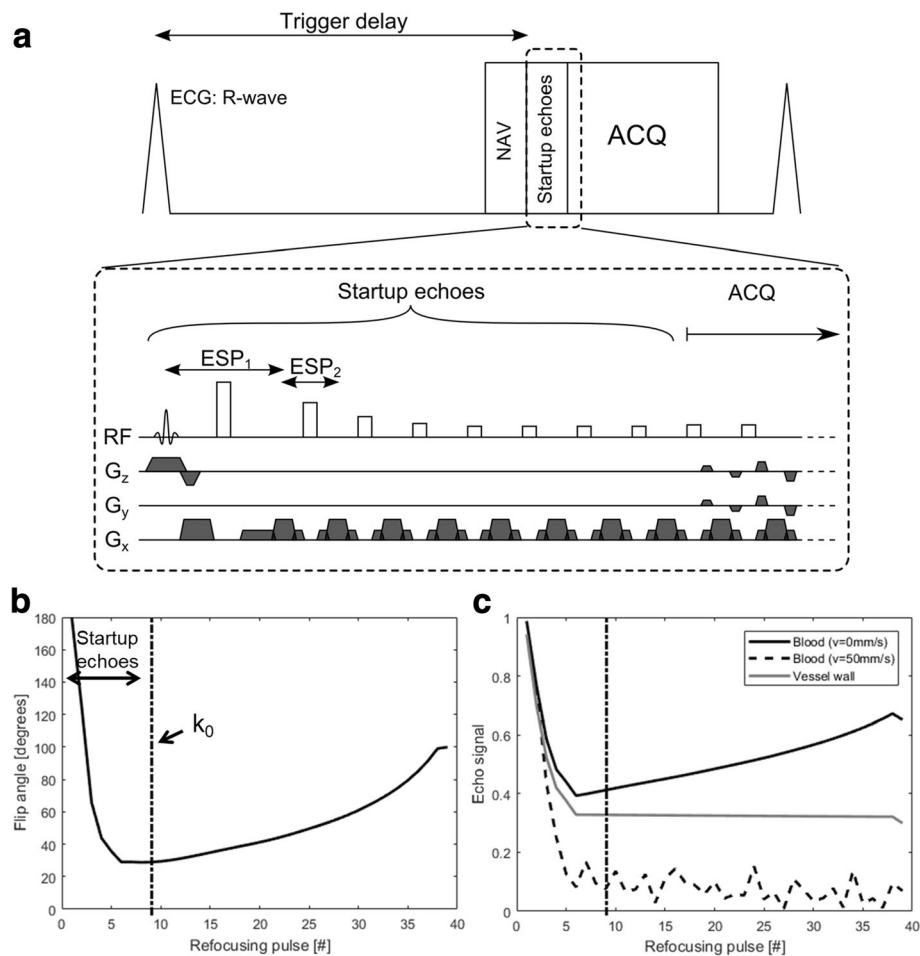 a
Trigger delay
ECG: R-wave
NAV
Startup echoes
ACQ
Startup echoes
ACQ
ESP₁
ESP₂
RF
Gz
Gy
Gx
b
180
160
140
120
100
80
60
40
20
0
Flip angle [degrees]
Startup
echoes
k₀
0 5 10 15 20 25 30 35 40
Refocusing pulse [#]
c
1
0.8
0.6
0.4
0.2
0
Echo signal
Blood (v=0mm/s)
Blood (v=50mm/s)
Vessel wall
0 5 10 15 20 25 30 35 40
Refocusing pulse [#]